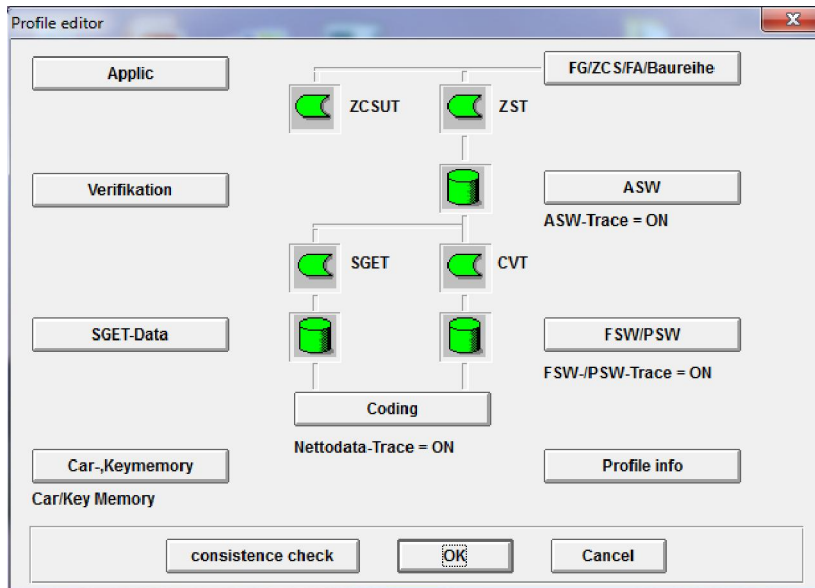 Profile editor
Applic
FG/ZCS/FA/Baureihe
ZCSUT
ZST
Verifikation
ASW
ASW-Trace = ON
SGET
CVT
SGET-Data
FSW/PSW
FSW-/PSW-Trace = ON
Coding
Nettodata-Trace = ON
Car-,Keymemory
Profile info
Car/Key Memory
consistence check
OK
Cancel